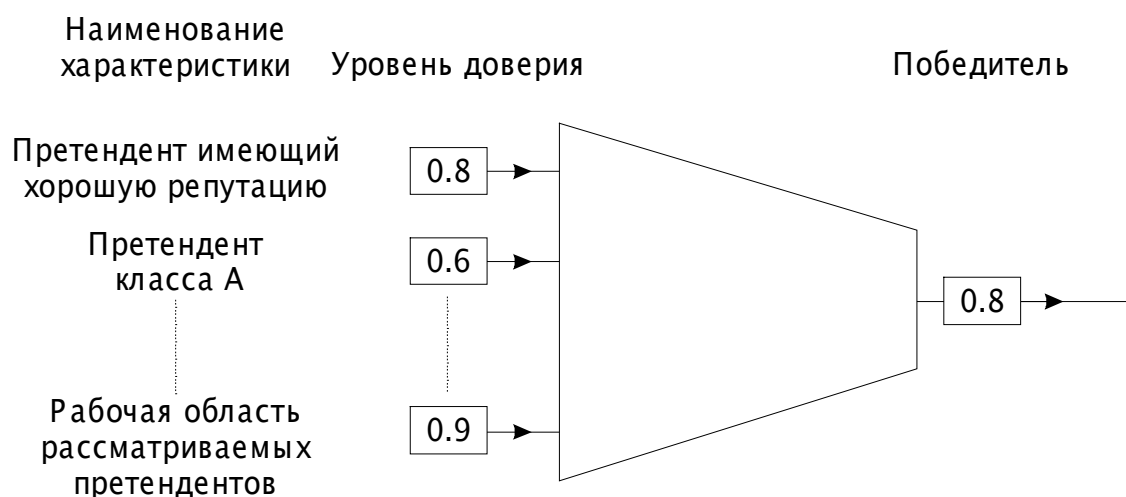 Наименование
характеристики
Уровень доверия
Победитель
Претендент имеющий
хорошую репутацию
0.8
Претендент
класса А
0.6
0.8
Рабочая область
рассматриваемых
претендентов
0.9